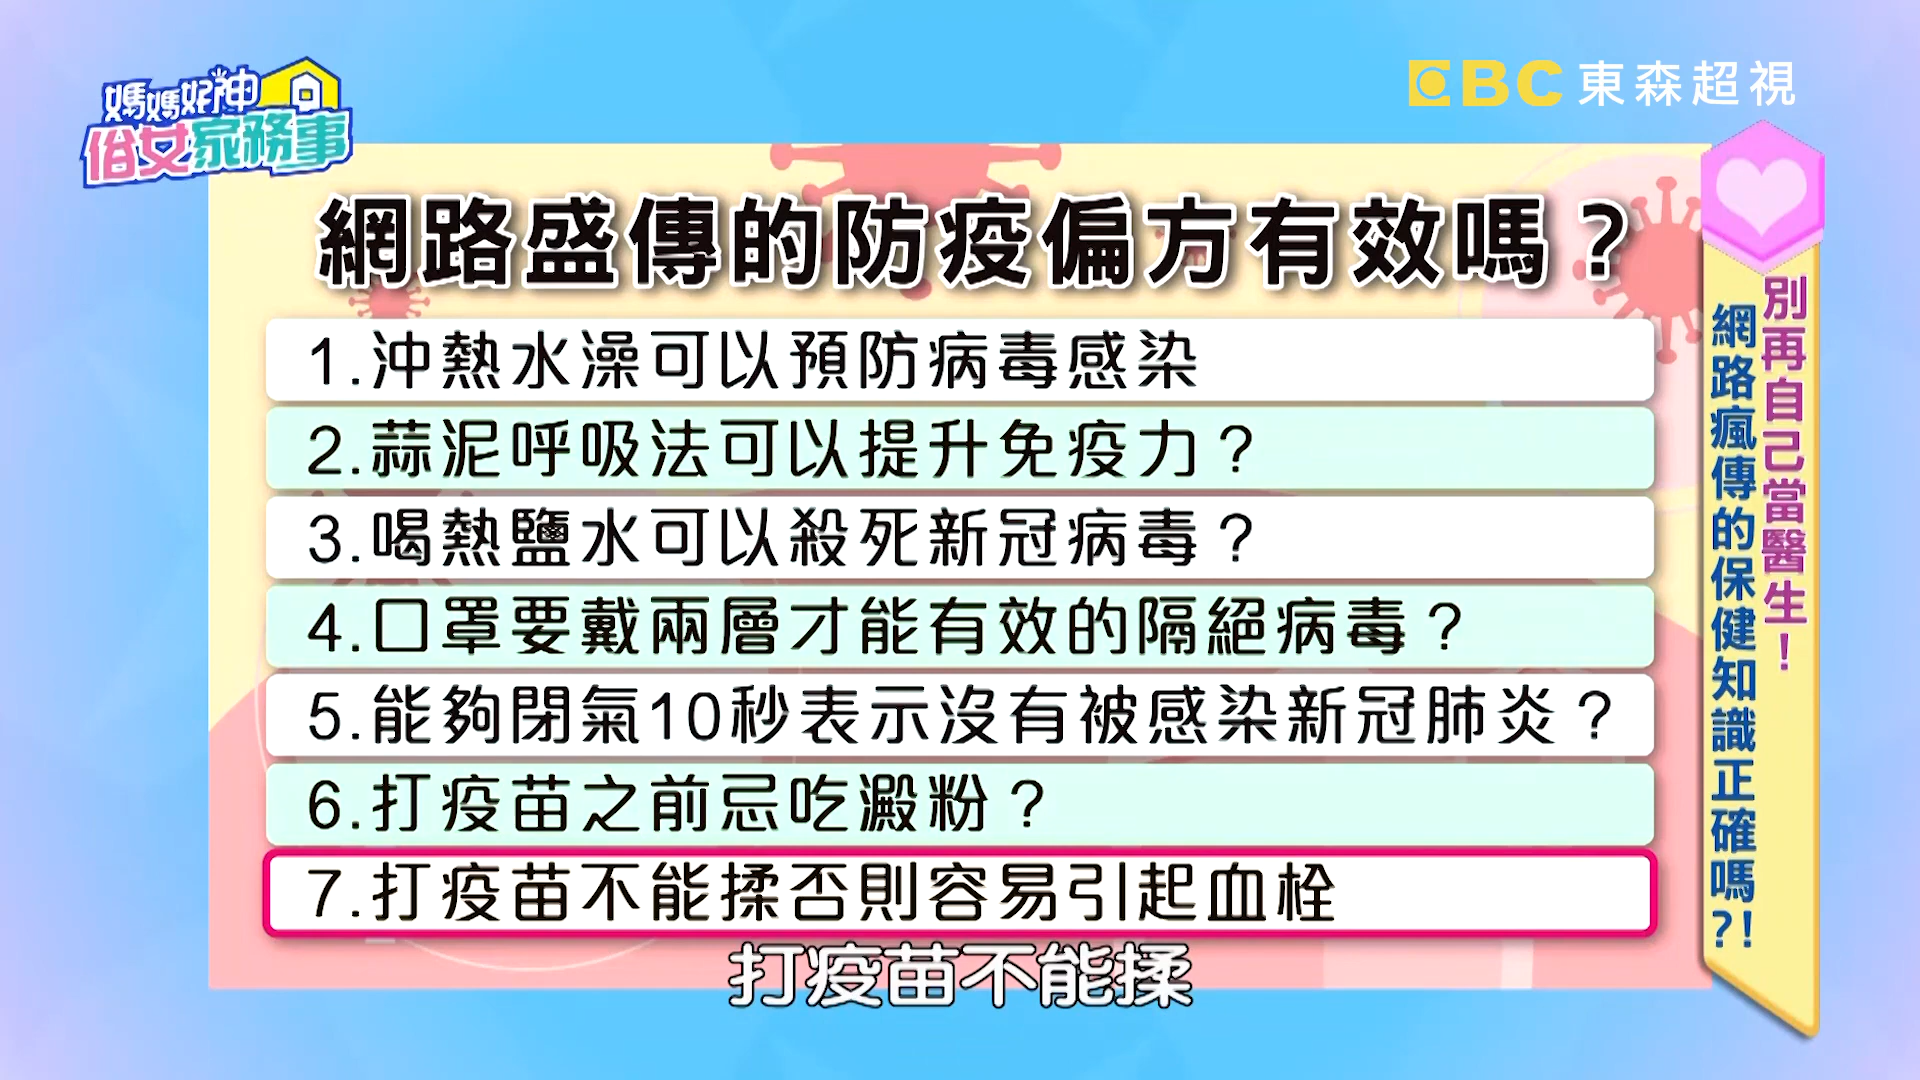 媽媽好神
俗女家務事
EBC 東森超視
網路盛傳的防疫偏方有效嗎？
1.沖熱水澡可以預防病毒感染
2.蒜泥呼吸法可以提升免疫力？
3.喝熱鹽水可以殺死新冠病毒？
4.口罩要戴兩層才能有效的隔絕病毒？
5.能夠閉氣10秒表示沒有被感染新冠肺炎？
6.打疫苗之前忌吃澱粉？
7.打疫苗不能揉否則容易引起血栓
打疫苗不能揉
別再自己當醫生！
網路瘋傳的保健知識正確嗎?!